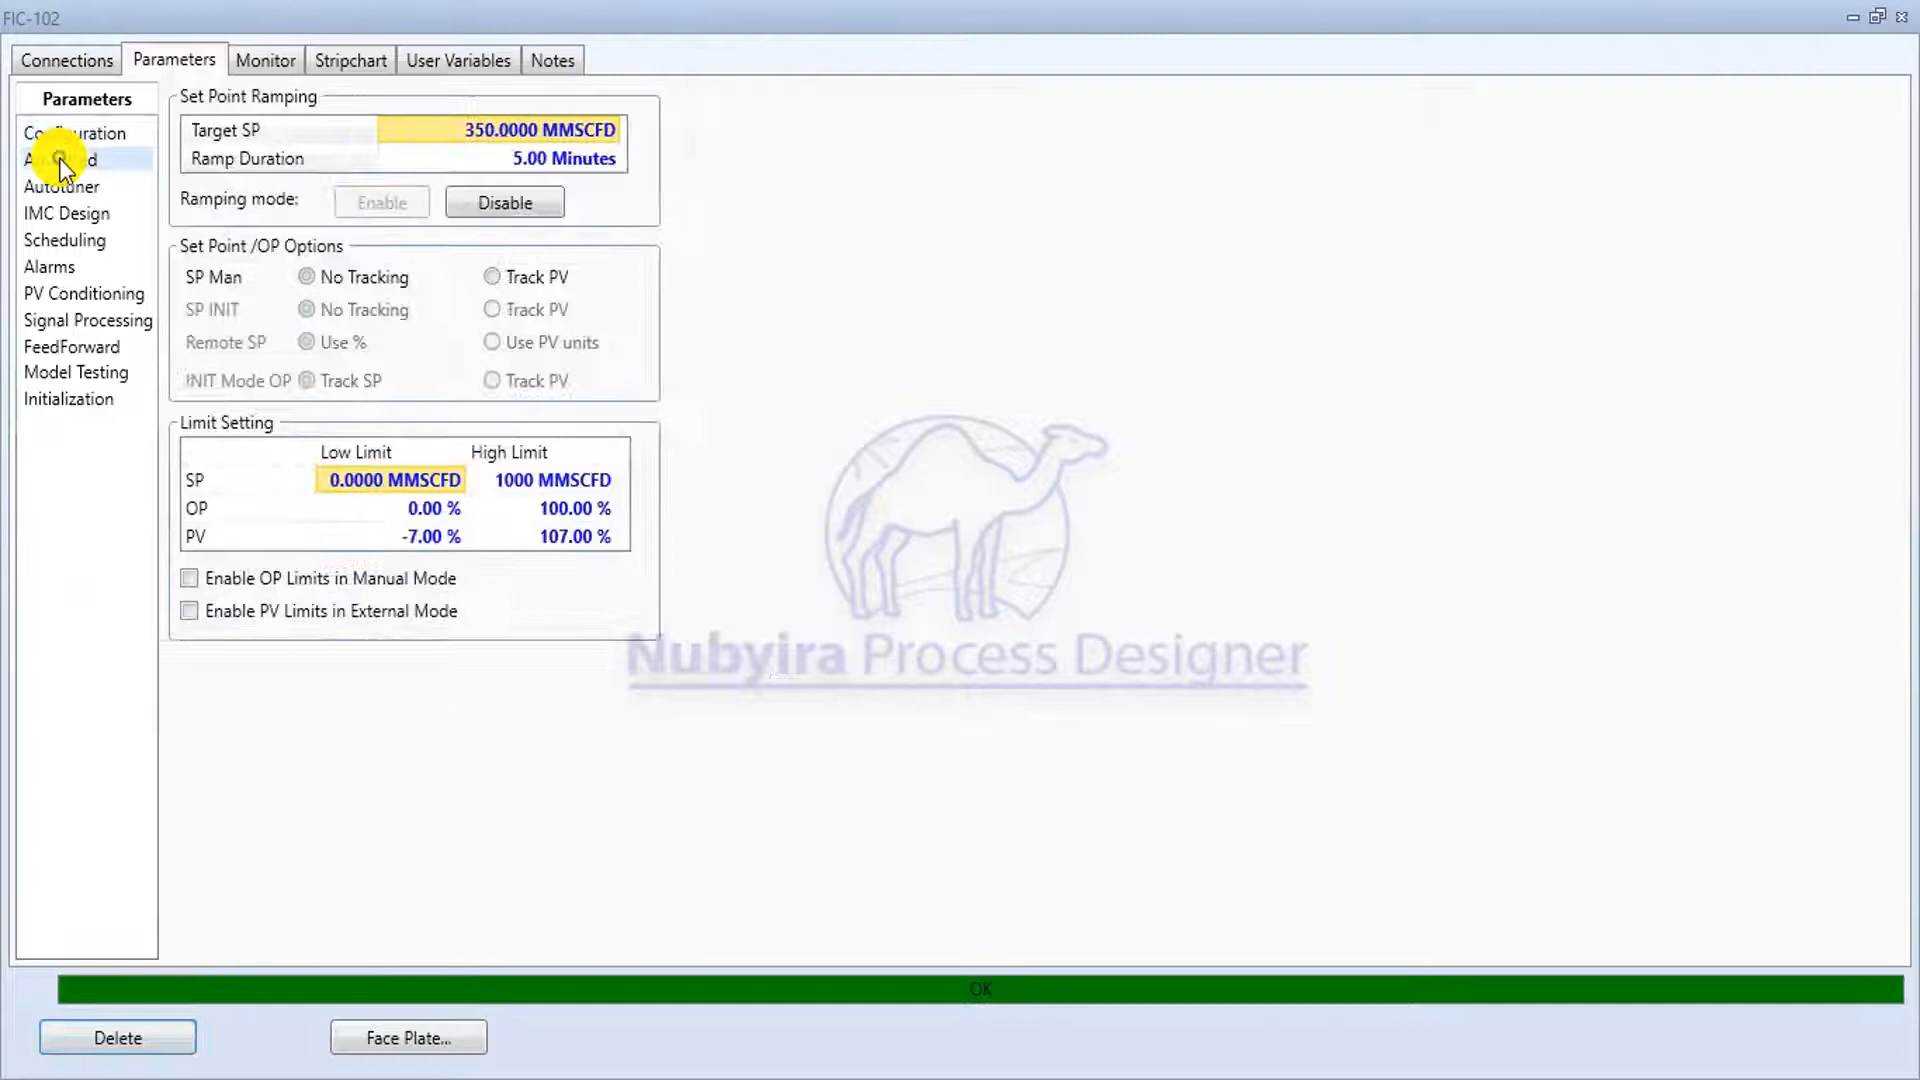 FIC-102
Connections Parameters Monitor Stripchart User Variables Notes
Parameters
Autotuner
IMC Design
Scheduling
Alarms
PV Conditioning
Signal Processing
FeedForward
Model Testing
Initialization
Set Point Ramping
Target SP 350.0000 MMSCFD
Ramp Duration 5.00 Minutes
Ramping mode: Enable Disable
Set Point /OP Options
SP Man No Tracking Track PV
SP INIT No Tracking Track PV
Remote SP Use % Use PV units
INIT Mode OP Track SP Track PV
Limit Setting
Low Limit High Limit
SP 0.0000 MMSCFD 1000 MMSCFD
OP 0.00 % 100.00 %
PV -7.00 % 107.00 %
Enable OP Limits in Manual Mode
Enable PV Limits in External Mode
Nubyira Process Designer
OK
Delete Face Plate...